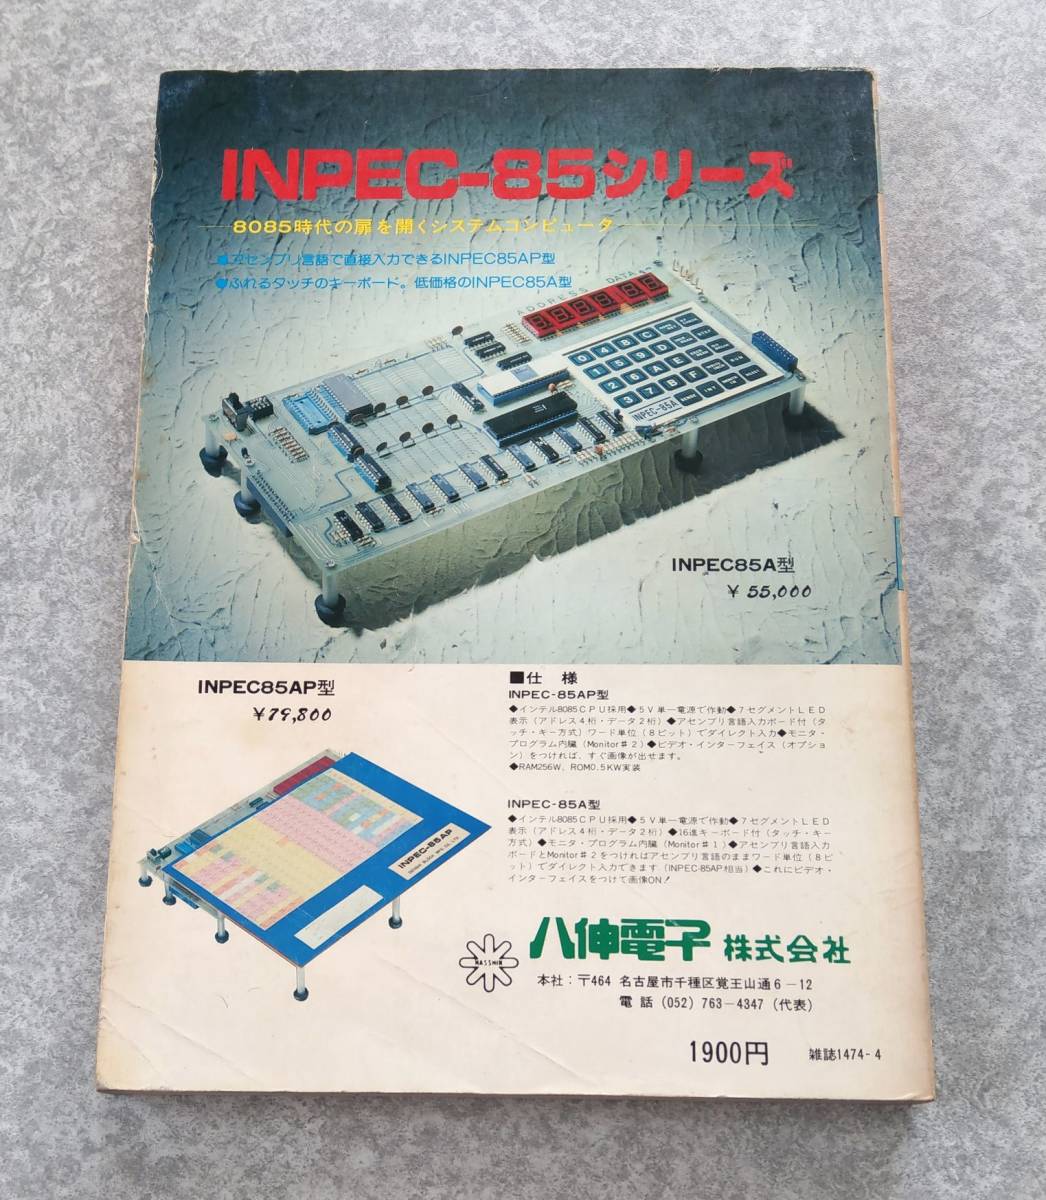 INPEC-85シリーズ
8085時代の扉を開くシステムコンピュータ
●アセンブリ言語で直接入力できるINPEC85AP型
●ふれるタッチのキーボード。低価格のINPEC85A型
ADDRESS DATA
0 4 8 C
1 5 9 D
2 6 A E
3 7 B F
INPEC-85A
INPEC85A型
¥55,000
INPEC85AP型
¥79,800
INPEC-85AP
■仕様
INPEC-85AP型
◆インテル8085CPU採用◆5V単一電源で作動◆7セグメントLED
表示(アドレス4桁・データ2桁)◆アセンブリ言語入力ボード付(タ
ッチ・キー方式)ワード単位(8ビット)でダイレクト入力◆モニタ・
プログラム内臓(Monitor#2)◆ビデオ・インターフェイス(オプショ
ン)をつければ、すぐ画像が出せます。
◆RAM256W、ROM0.5KW実装
INPEC-85A型
◆インテル8085CPU採用◆5V単一電源で作動◆7セグメントLED
表示(アドレス4桁・データ2桁)◆16進キーボード付(タッチ・キー
方式)◆モニタ・プログラム内臓(Monitor#1)◆アセンブリ言語入力
ボードとMonitor#2をつければアセンブリ言語のままワード単位(8ビ
ット)でダイレクト入力できます(INPEC-85AP相当)◆これにビデオ・
インターフェイスをつけて画像ON!
HASSHIN
八伸電子株式会社
本社:〒464 名古屋市千種区覚王山通6-12
電話(052)763-4347(代表)
1900円 雑誌1474-4